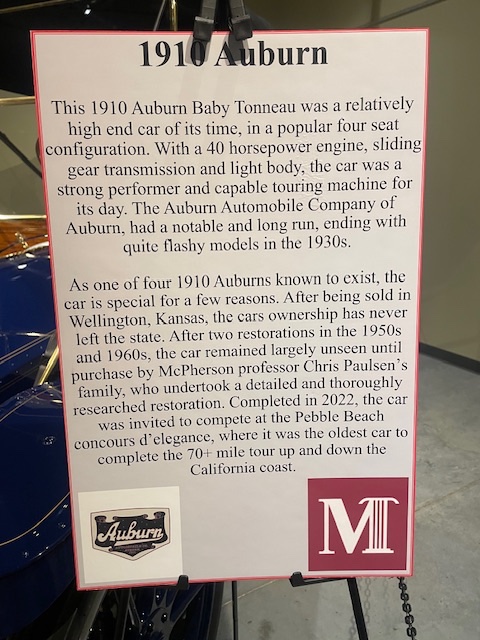 1910 Auburn
This 1910 Auburn Baby Tonneau was a relatively
high end car of its time, in a popular four seat
configuration. With a 40 horsepower engine, sliding
gear transmission and light body, the car was a
strong performer and capable touring machine for
its day. The Auburn Automobile Company of
Auburn, had a notable and long run, ending with
quite flashy models in the 1930s.
As one of four 1910 Auburns known to exist, the
car is special for a few reasons. After being sold in
Wellington, Kansas, the cars ownership has never
left the state. After two restorations in the 1950s
and 1960s, the car remained largely unseen until
purchase by McPherson professor Chris Paulsen's
family, who undertook a detailed and thoroughly
researched restoration. Completed in 2022, the car
was invited to compete at the Pebble Beach
concours d'elegance, where it was the oldest car to
complete the 70+ mile tour up and down the
California coast.
Auburn
M